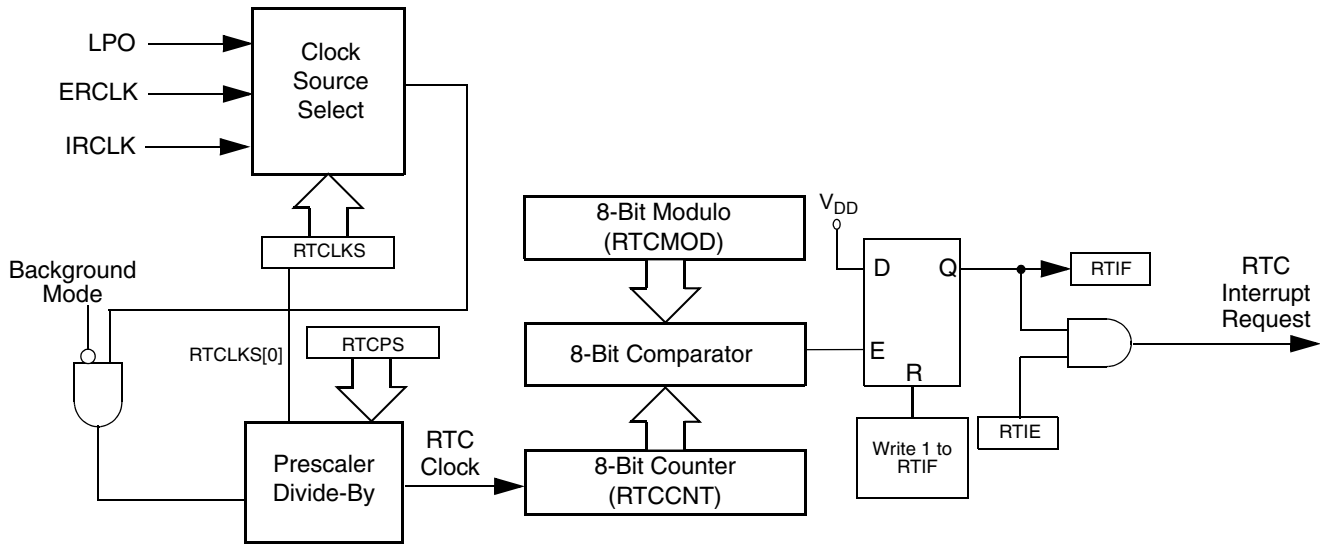 LPO
ERCLK
IRCLK
Clock
Source
Select
RTCLKS
Background
Mode
RTCLKS[0]
RTCPS
Prescaler
Divide-By
RTC
Clock
8-Bit Modulo
(RTCMOD)
8-Bit Comparator
8-Bit Counter
(RTCCNT)
VDD
D
Q
E
R
Write 1 to
RTIF
RTIF
RTIE
RTC
Interrupt
Request